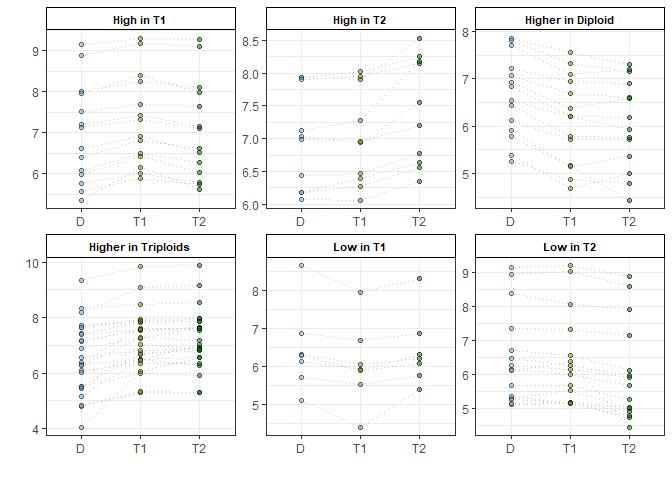 High in T1
High in T2
Higher in Diploid
9
8
7
6
8.5
8.0
7.5
7.0
6.5
6.0
8
7
6
5
D T1 T2
D T1 T2
D T1 T2
Higher in Triploids
Low in T1
Low in T2
10
8
6
4
8
7
6
5
9
8
7
6
5
D T1 T2
D T1 T2
D T1 T2